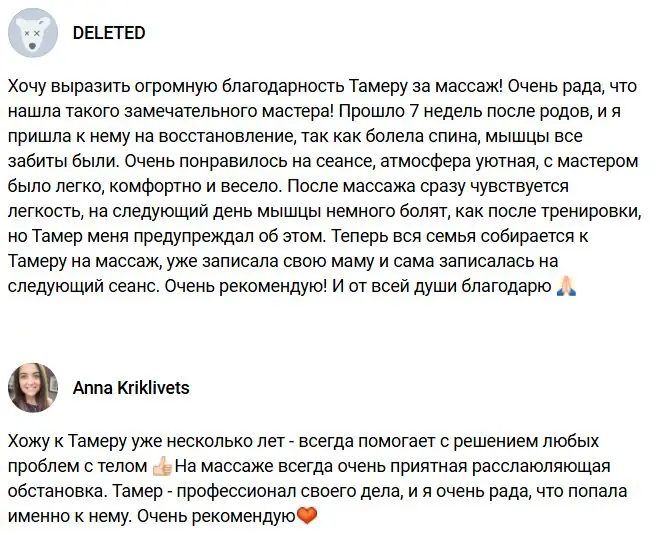 DELETED
Хочу выразить огромную благодарность Тамеру за массаж! Очень рада, что
нашла такого замечательного мастера! Прошло 7 недель после родов, и я
пришла к нему на восстановление, так как болела спина, мышцы все
забиты были. Очень понравилось на сеансе, атмосфера уютная, с мастером
было легко, комфортно и весело. После массажа сразу чувствуется
легкость, на следующий день мышцы немного болят, как после тренировки,
но Тамер меня предупреждал об этом. Теперь вся семья собирается к
Тамеру на массаж, уже записала свою маму и сама записалась на
следующий сеанс. Очень рекомендую! И от всей души благодарю 🙏🏻
Anna Kriklivets
Хожу к Тамеру уже несколько лет - всегда помогает с решением любых
проблем с телом 👍🏻На массаже всегда очень приятная расслаюляющая
обстановка. Тамер - профессионал своего дела, и я очень рада, что попала
именно к нему. Очень рекомендую❤